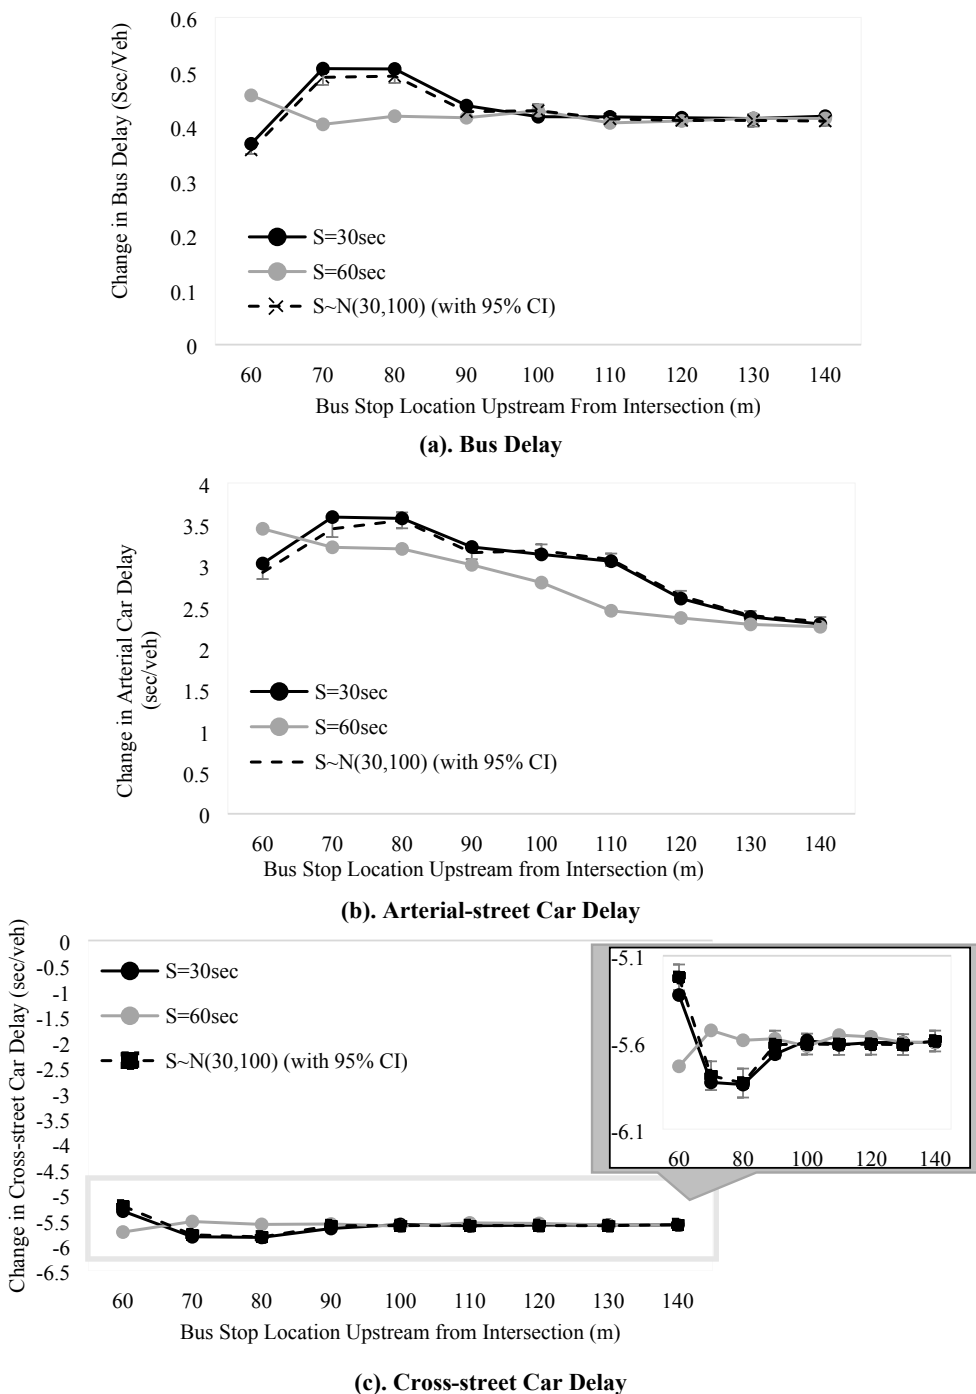 Change in Bus Delay (Sec/Veh)
0.6
0.5
0.4
0.3
0.2
0.1
0
S=30sec
S=60sec
S~N(30,100) (with 95% CI)
60 70 80 90 100 110 120 130 140
Bus Stop Location Upstream From Intersection (m)
(a). Bus Delay
Change in Arterial Car Delay
(sec/veh)
4
3.5
3
2.5
2
1.5
1
0.5
0
S=30sec
S=60sec
S~N(30,100) (with 95% CI)
60 70 80 90 100 110 120 130 140
Bus Stop Location Upstream from Intersection (m)
(b). Arterial-street Car Delay
Change in Cross-street Car Delay (sec/veh)
0
-0.5
-1
-1.5
-2
-2.5
-3
-3.5
-4
-4.5
-5
-5.5
-6
-6.5
S=30sec
S=60sec
S~N(30,100) (with 95% CI)
-5.1
-5.6
-6.1
60 80 100 120 140
60 70 80 90 100 110 120 130 140
Bus Stop Location Upstream from Intersection (m)
(c). Cross-street Car Delay